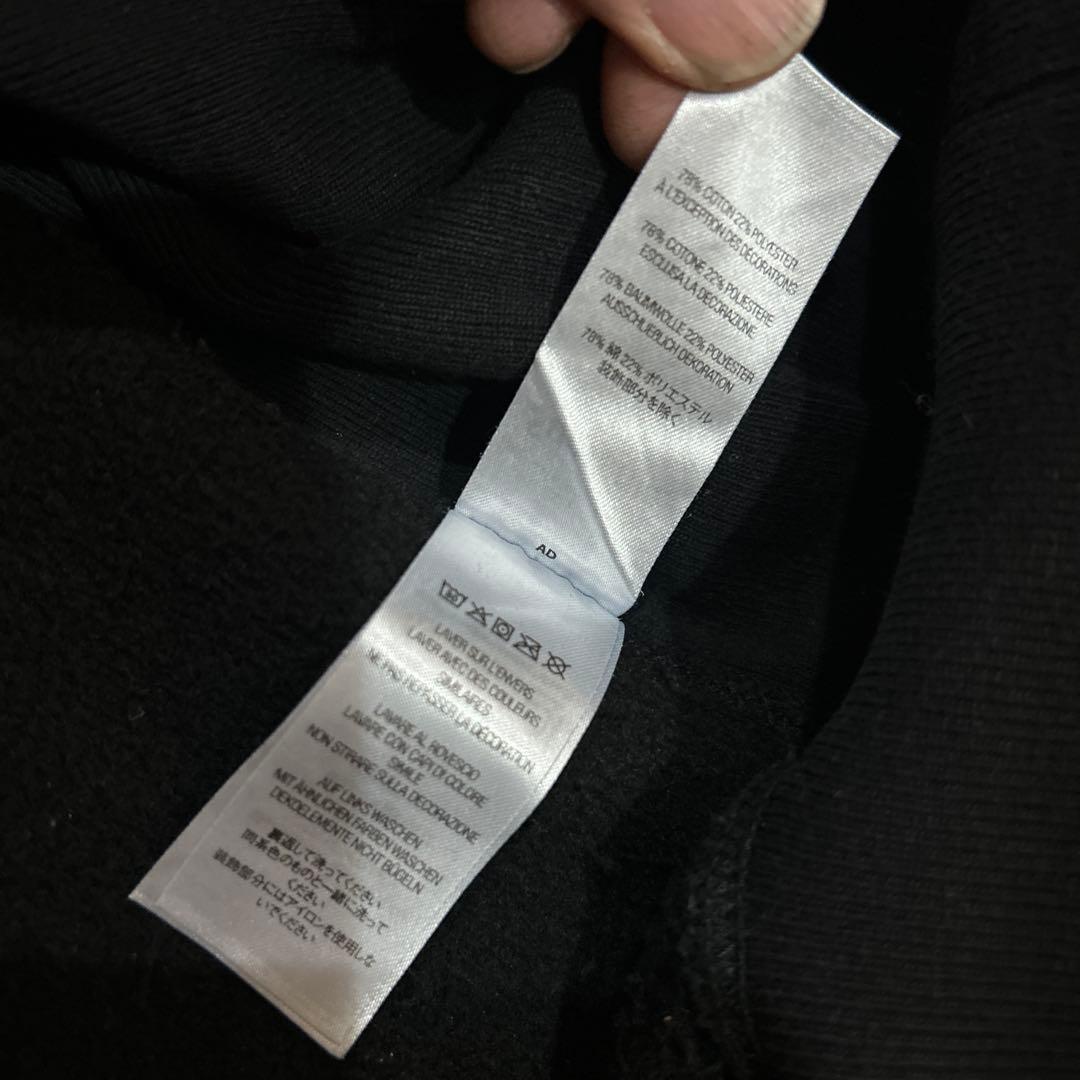 78% COTON 22% POLYESTER
À L'EXCEPTION DES DÉCORATIONS
78% COTONE 22% POLIESTERE
ESCLUSA LA DECORAZIONE
78% BAUMWOLLE 22% POLYESTER
AUSSCHLIEßLICH DEKORATION
78% 綿 22% ポリエステル
装飾部分を除く
AD
LAVER SUR L'ENVERS
LAVER AVEC DES COULEURS
SIMILAIRES
NE PAS REPASSER LA DÉCORATION
LAVARE AL ROVESCIO
LAVARE CON CAPI DI COLORE
SIMILE
NON STIRARE SULLA DECORAZIONE
AUF LINKS WASCHEN
MIT ÄHNLICHEN FARBEN WASCHEN
DEKOELEMENTE NICHT BÜGELN
裏返して洗ってください
同系色のものと一緒に洗って
ください
装飾部分にはアイロンを使用しな
いでください